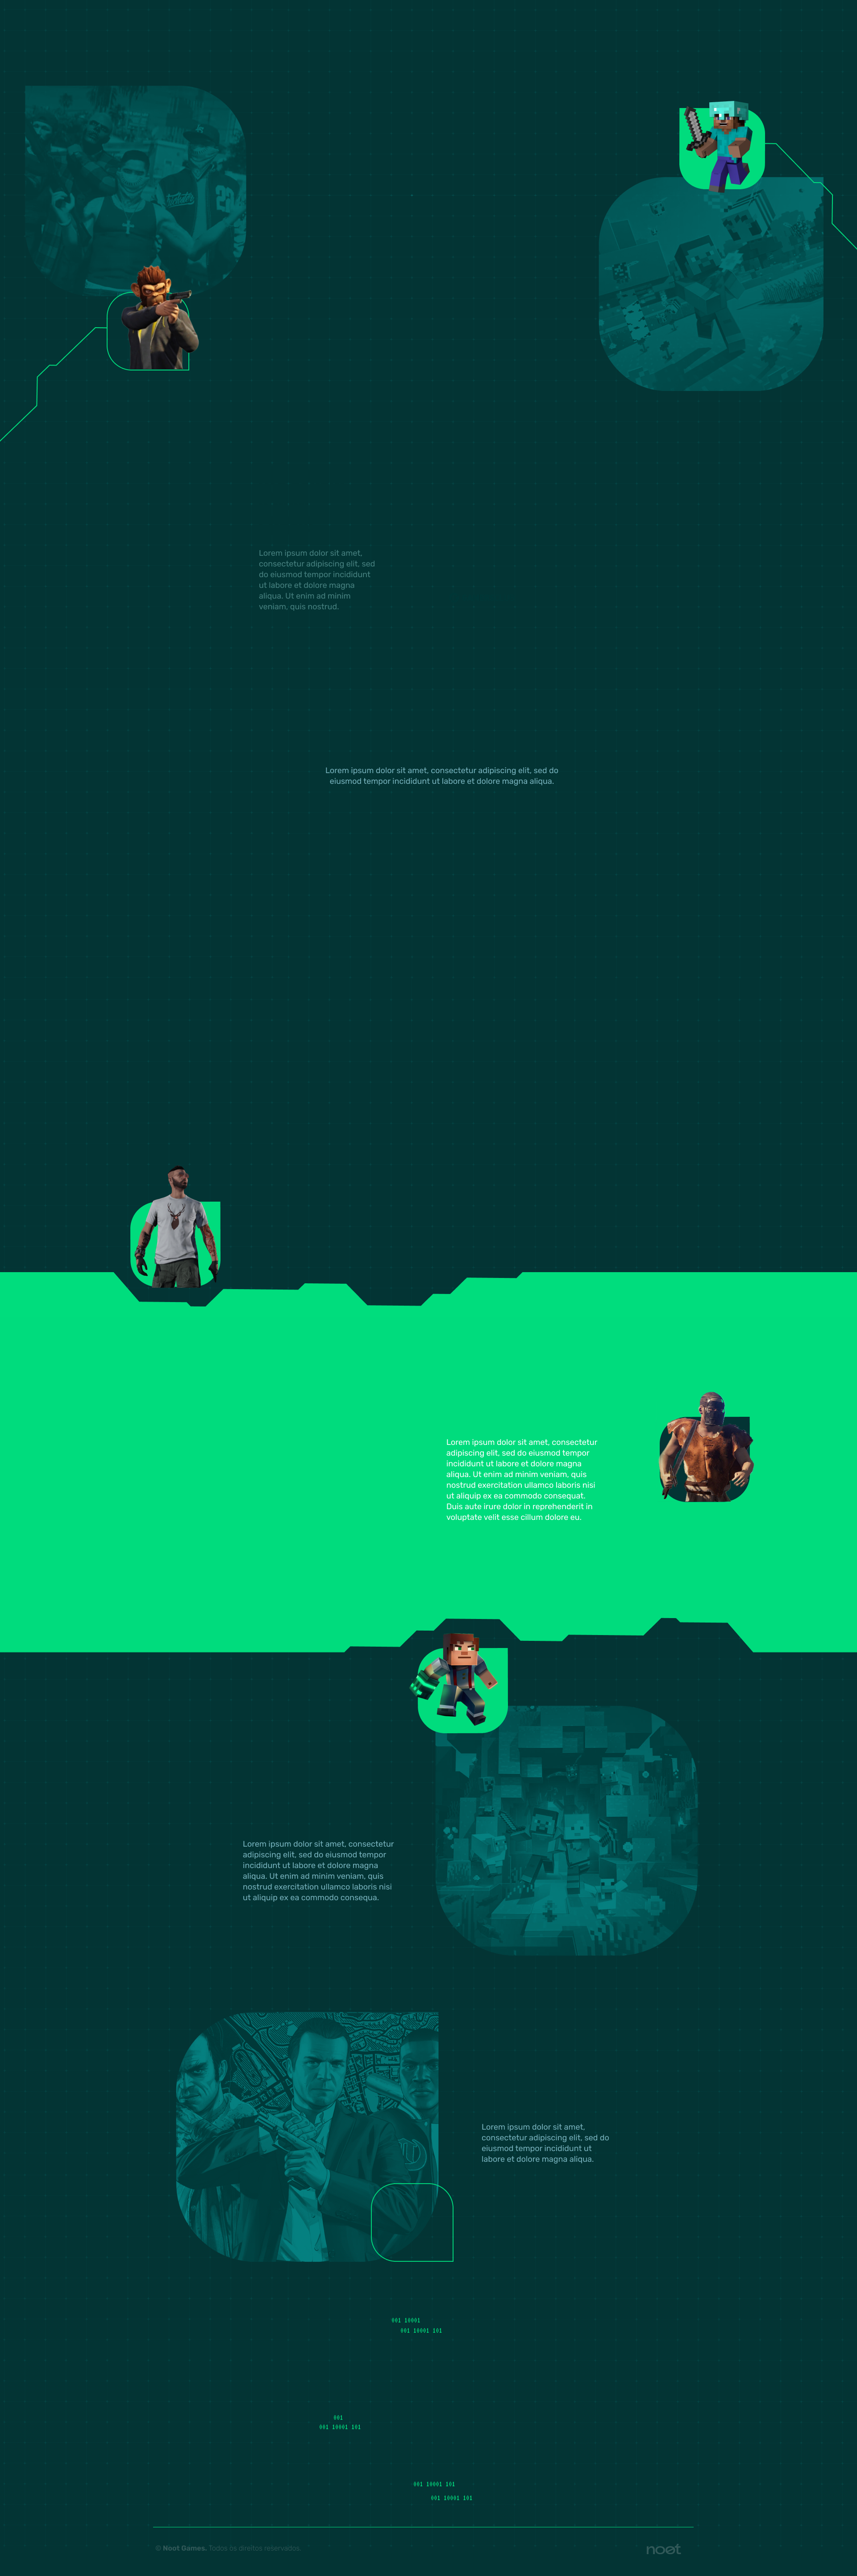 Lorem ipsum dolor sit amet,
consectetur adipiscing elit, sed
do eiusmod tempor incididunt
ut labore et dolore magna
aliqua. Ut enim ad minim
veniam, quis nostrud.
Lorem ipsum dolor sit amet, consectetur adipiscing elit, sed do
eiusmod tempor incididunt ut labore et dolore magna aliqua.
Lorem ipsum dolor sit amet, consectetur
adipiscing elit, sed do eiusmod tempor
incididunt ut labore et dolore magna
aliqua. Ut enim ad minim veniam, quis
nostrud exercitation ullamco laboris nisi
ut aliquip ex ea commodo consequat.
Duis aute irure dolor in reprehenderit in
voluptate velit esse cillum dolore eu.
Lorem ipsum dolor sit amet, consectetur
adipiscing elit, sed do eiusmod tempor
incididunt ut labore et dolore magna
aliqua. Ut enim ad minim veniam, quis
nostrud exercitation ullamco laboris nisi
ut aliquip ex ea commodo consequa.
Lorem ipsum dolor sit amet,
consectetur adipiscing elit, sed do
eiusmod tempor incididunt ut
labore et dolore magna aliqua.
001 10001
001 10001 101
001
001 10001 101
001 10001 101
001 10001 101
© Noot Games. Todos os direitos reservados.
noot